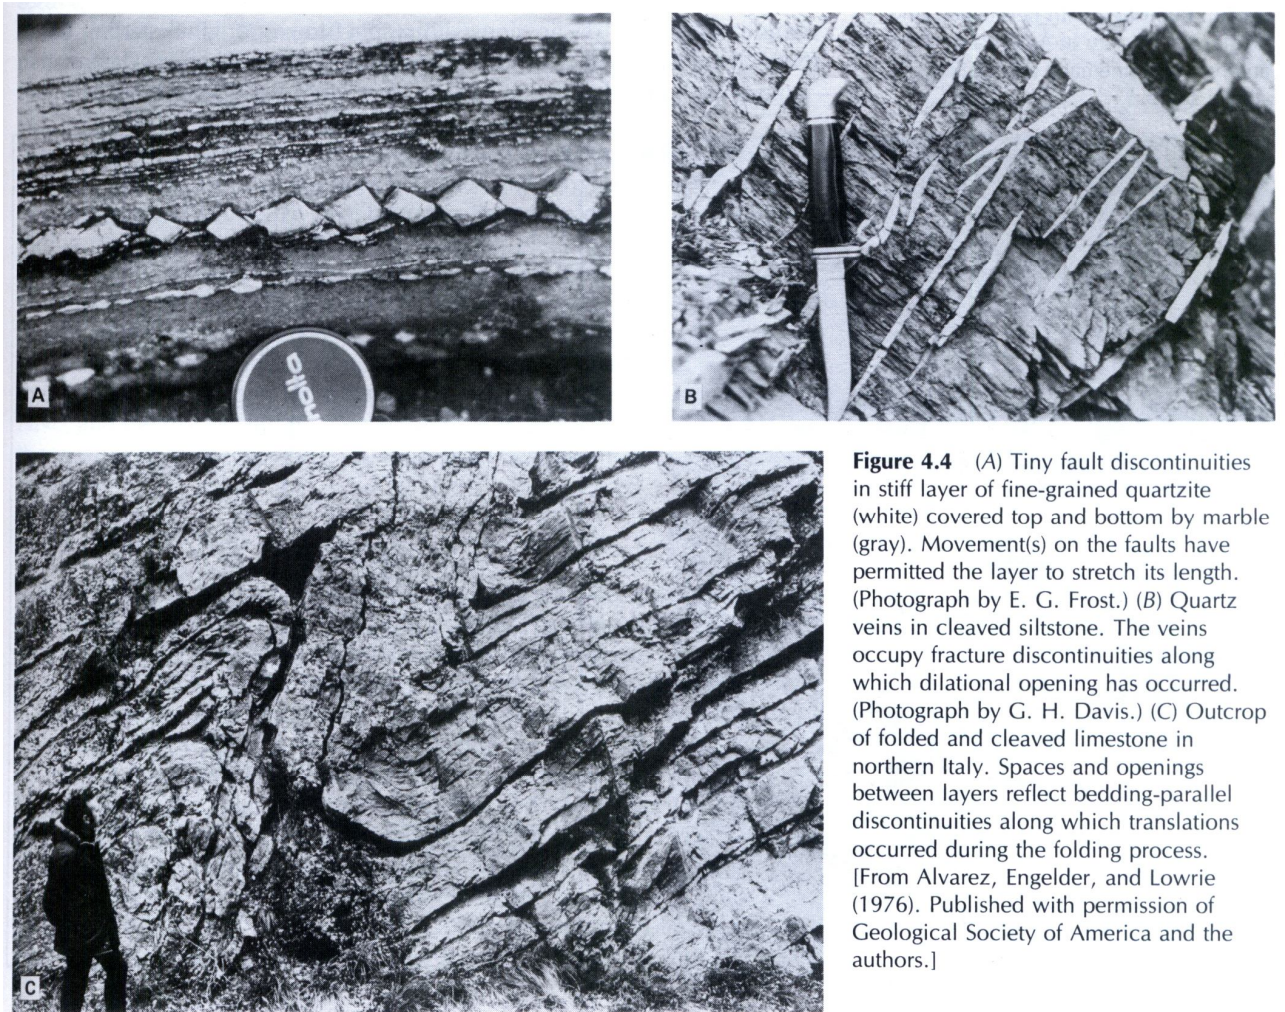 A
nolta
B
C
Figure 4.4 (A) Tiny fault discontinuities
in stiff layer of fine-grained quartzite
(white) covered top and bottom by marble
(gray). Movement(s) on the faults have
permitted the layer to stretch its length.
(Photograph by E. G. Frost.) (B) Quartz
veins in cleaved siltstone. The veins
occupy fracture discontinuities along
which dilational opening has occurred.
(Photograph by G. H. Davis.) (C) Outcrop
of folded and cleaved limestone in
northern Italy. Spaces and openings
between layers reflect bedding-parallel
discontinuities along which translations
occurred during the folding process.
[From Alvarez, Engelder, and Lowrie
(1976). Published with permission of
Geological Society of America and the
authors.]